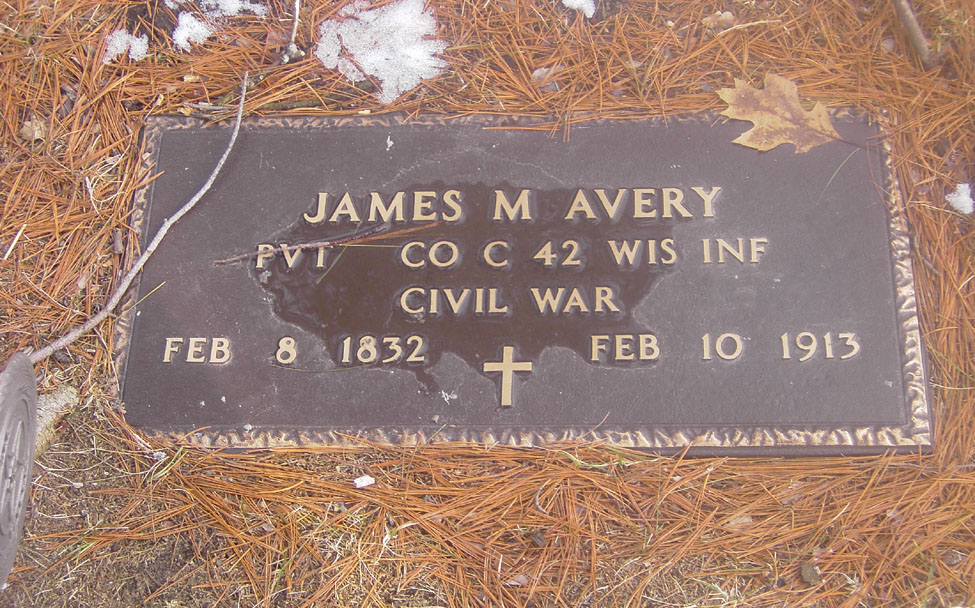 JAMES M AVERY
PVT CO C 42 WIS INF
CIVIL WAR
FEB 8 1832 FEB 10 1913